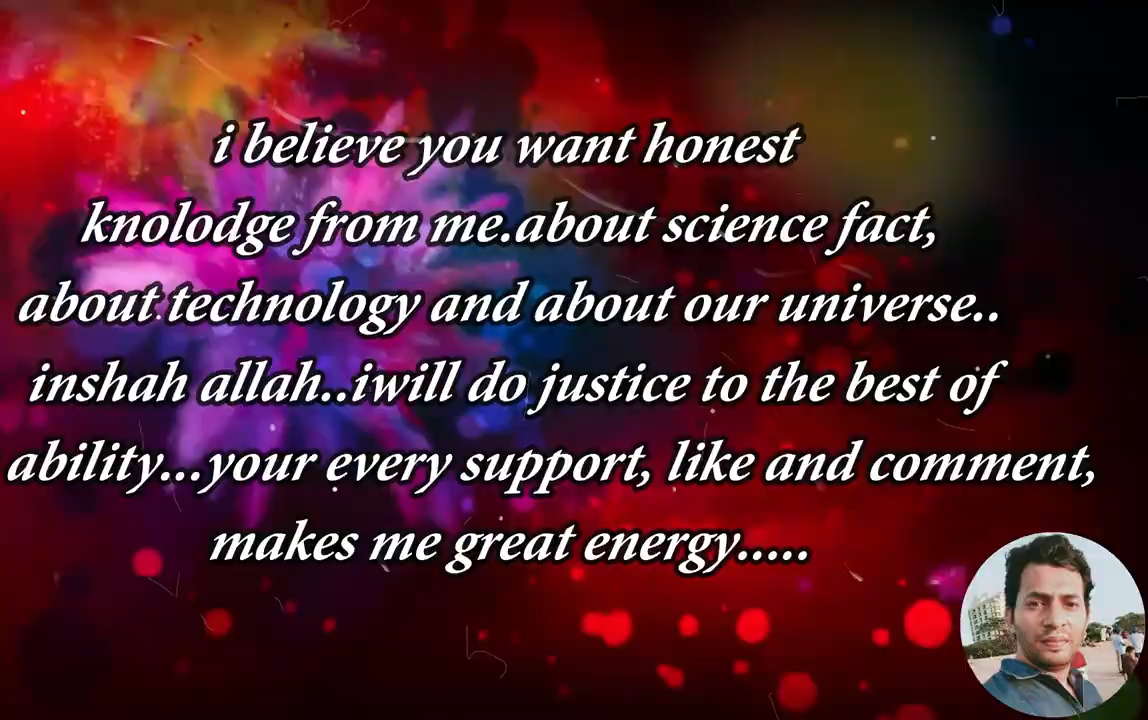 i believe you want honest
knolodge from me.about science fact,
about technology and about our universe..
inshah allah..iwill do justice to the best of
ability...your every support, like and comment,
makes me great energy.....